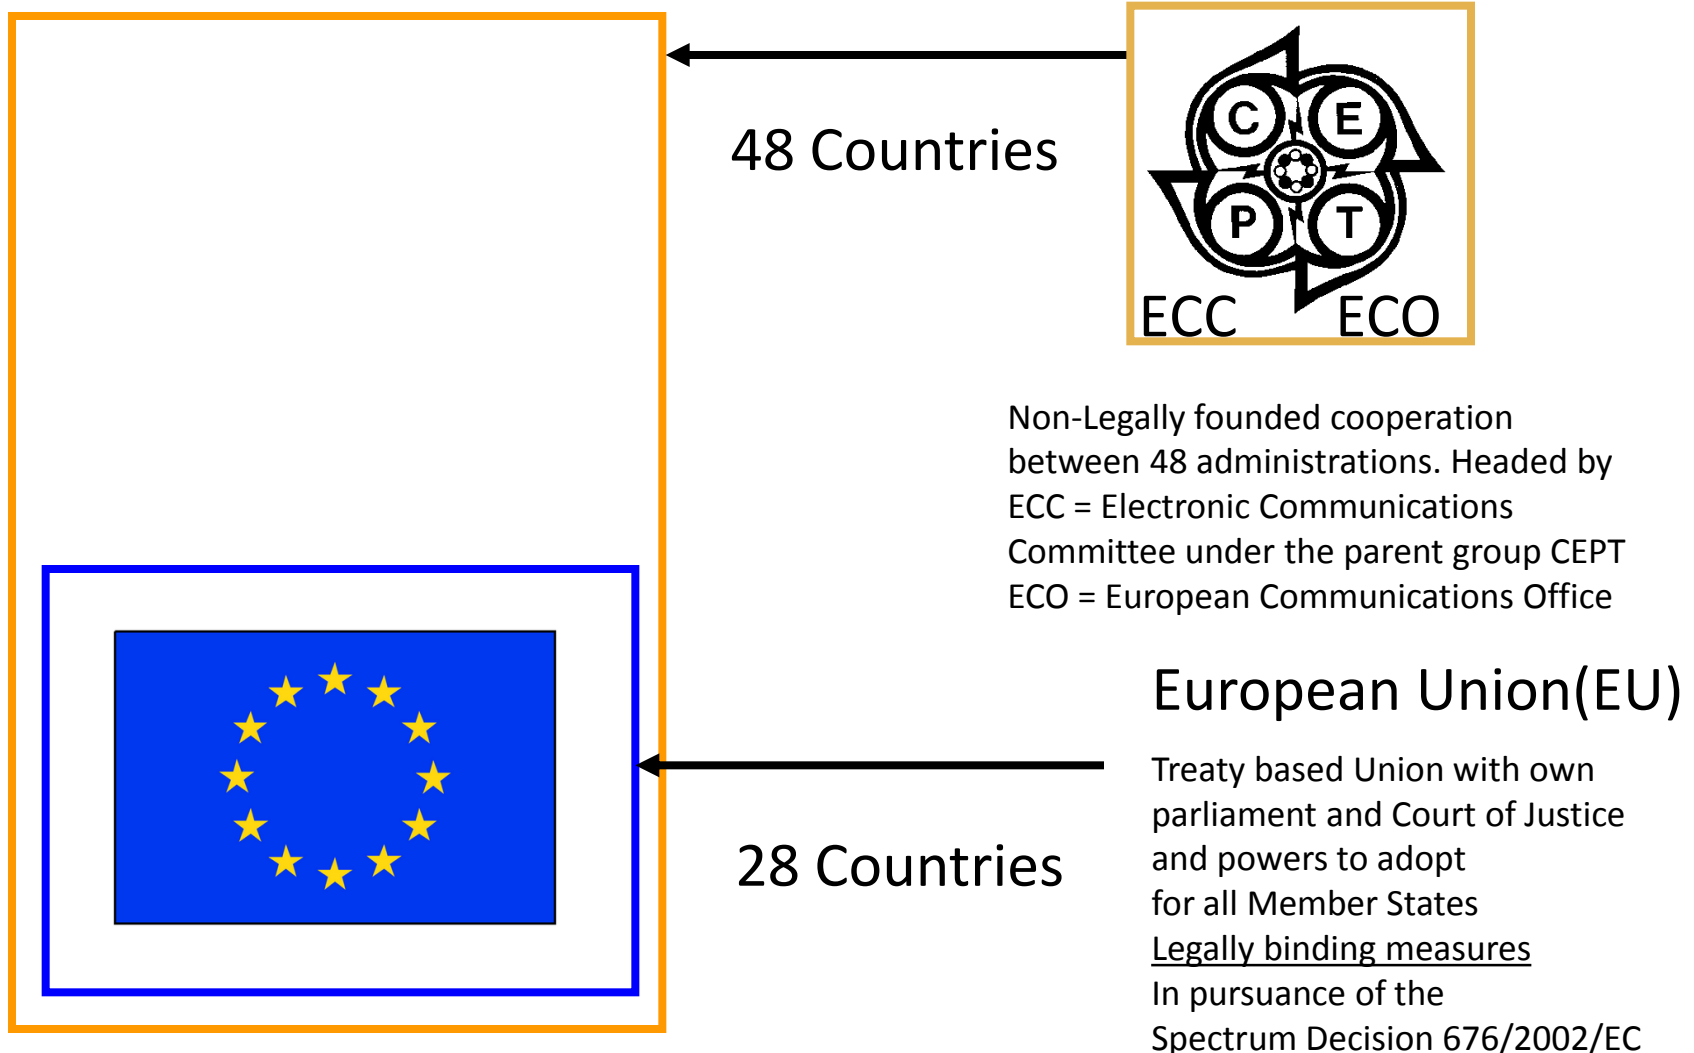 48 Countries
C E
P T
ECC ECO
Non-Legally founded cooperation
between 48 administrations. Headed by
ECC = Electronic Communications
Committee under the parent group CEPT
ECO = European Communications Office
European Union(EU)
Treaty based Union with own
parliament and Court of Justice
and powers to adopt
for all Member States
Legally binding measures
In pursuance of the
Spectrum Decision 676/2002/EC
28 Countries